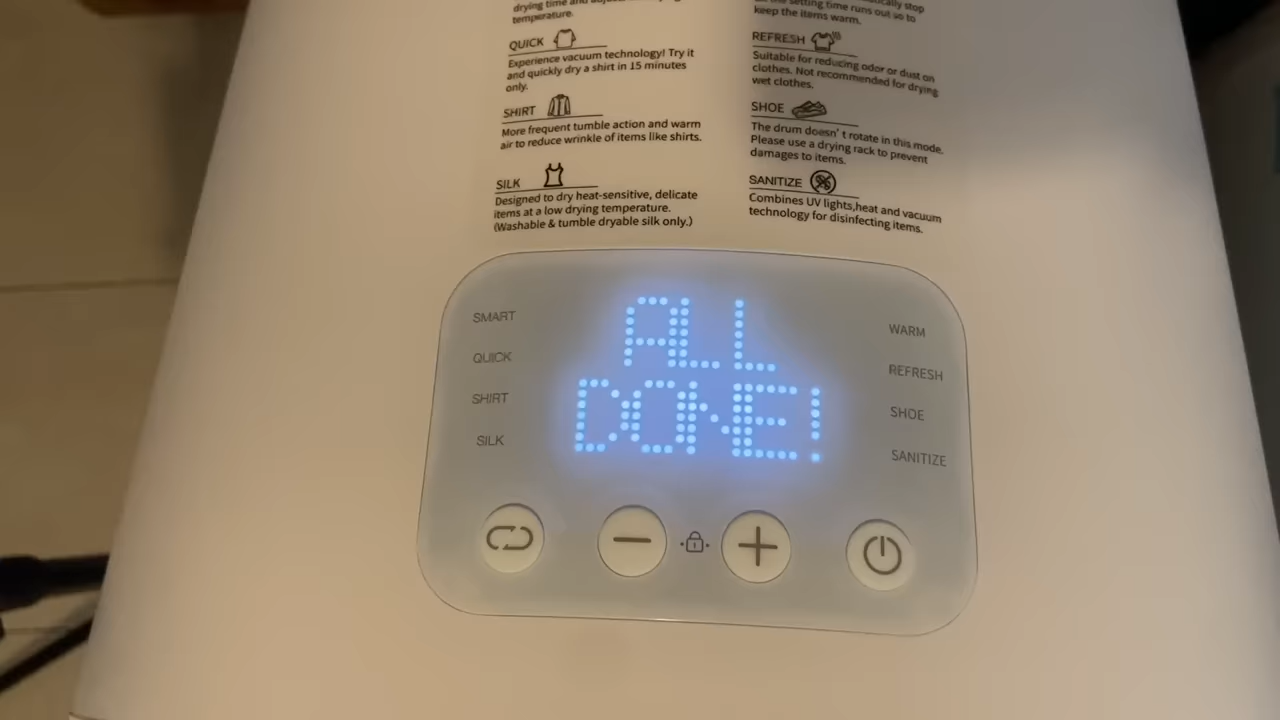 drying time and
temperature.
QUICK
Experience vacuum technology! Try it
and quickly dry a shirt in 15 minutes
only.
SHIRT
More frequent tumble action and warm
air to reduce wrinkle of items like shirts.
SILK
Designed to dry heat-sensitive, delicate
items at a low drying temperature.
(Washable & tumble dryable silk only.)
stop
setting time runs out so to
keep the items warm.
REFRESH
Suitable for reducing odor or dust on
clothes. Not recommended for drying
wet clothes.
SHOE
The drum doesn't rotate in this mode.
Please use a drying rack to prevent
damages to items.
SANITIZE
Combines UV lights,heat and vacuum
technology for disinfecting items.
SMART
QUICK
SHIRT
SILK
ALL
DONE!
WARM
REFRESH
SHOE
SANITIZE